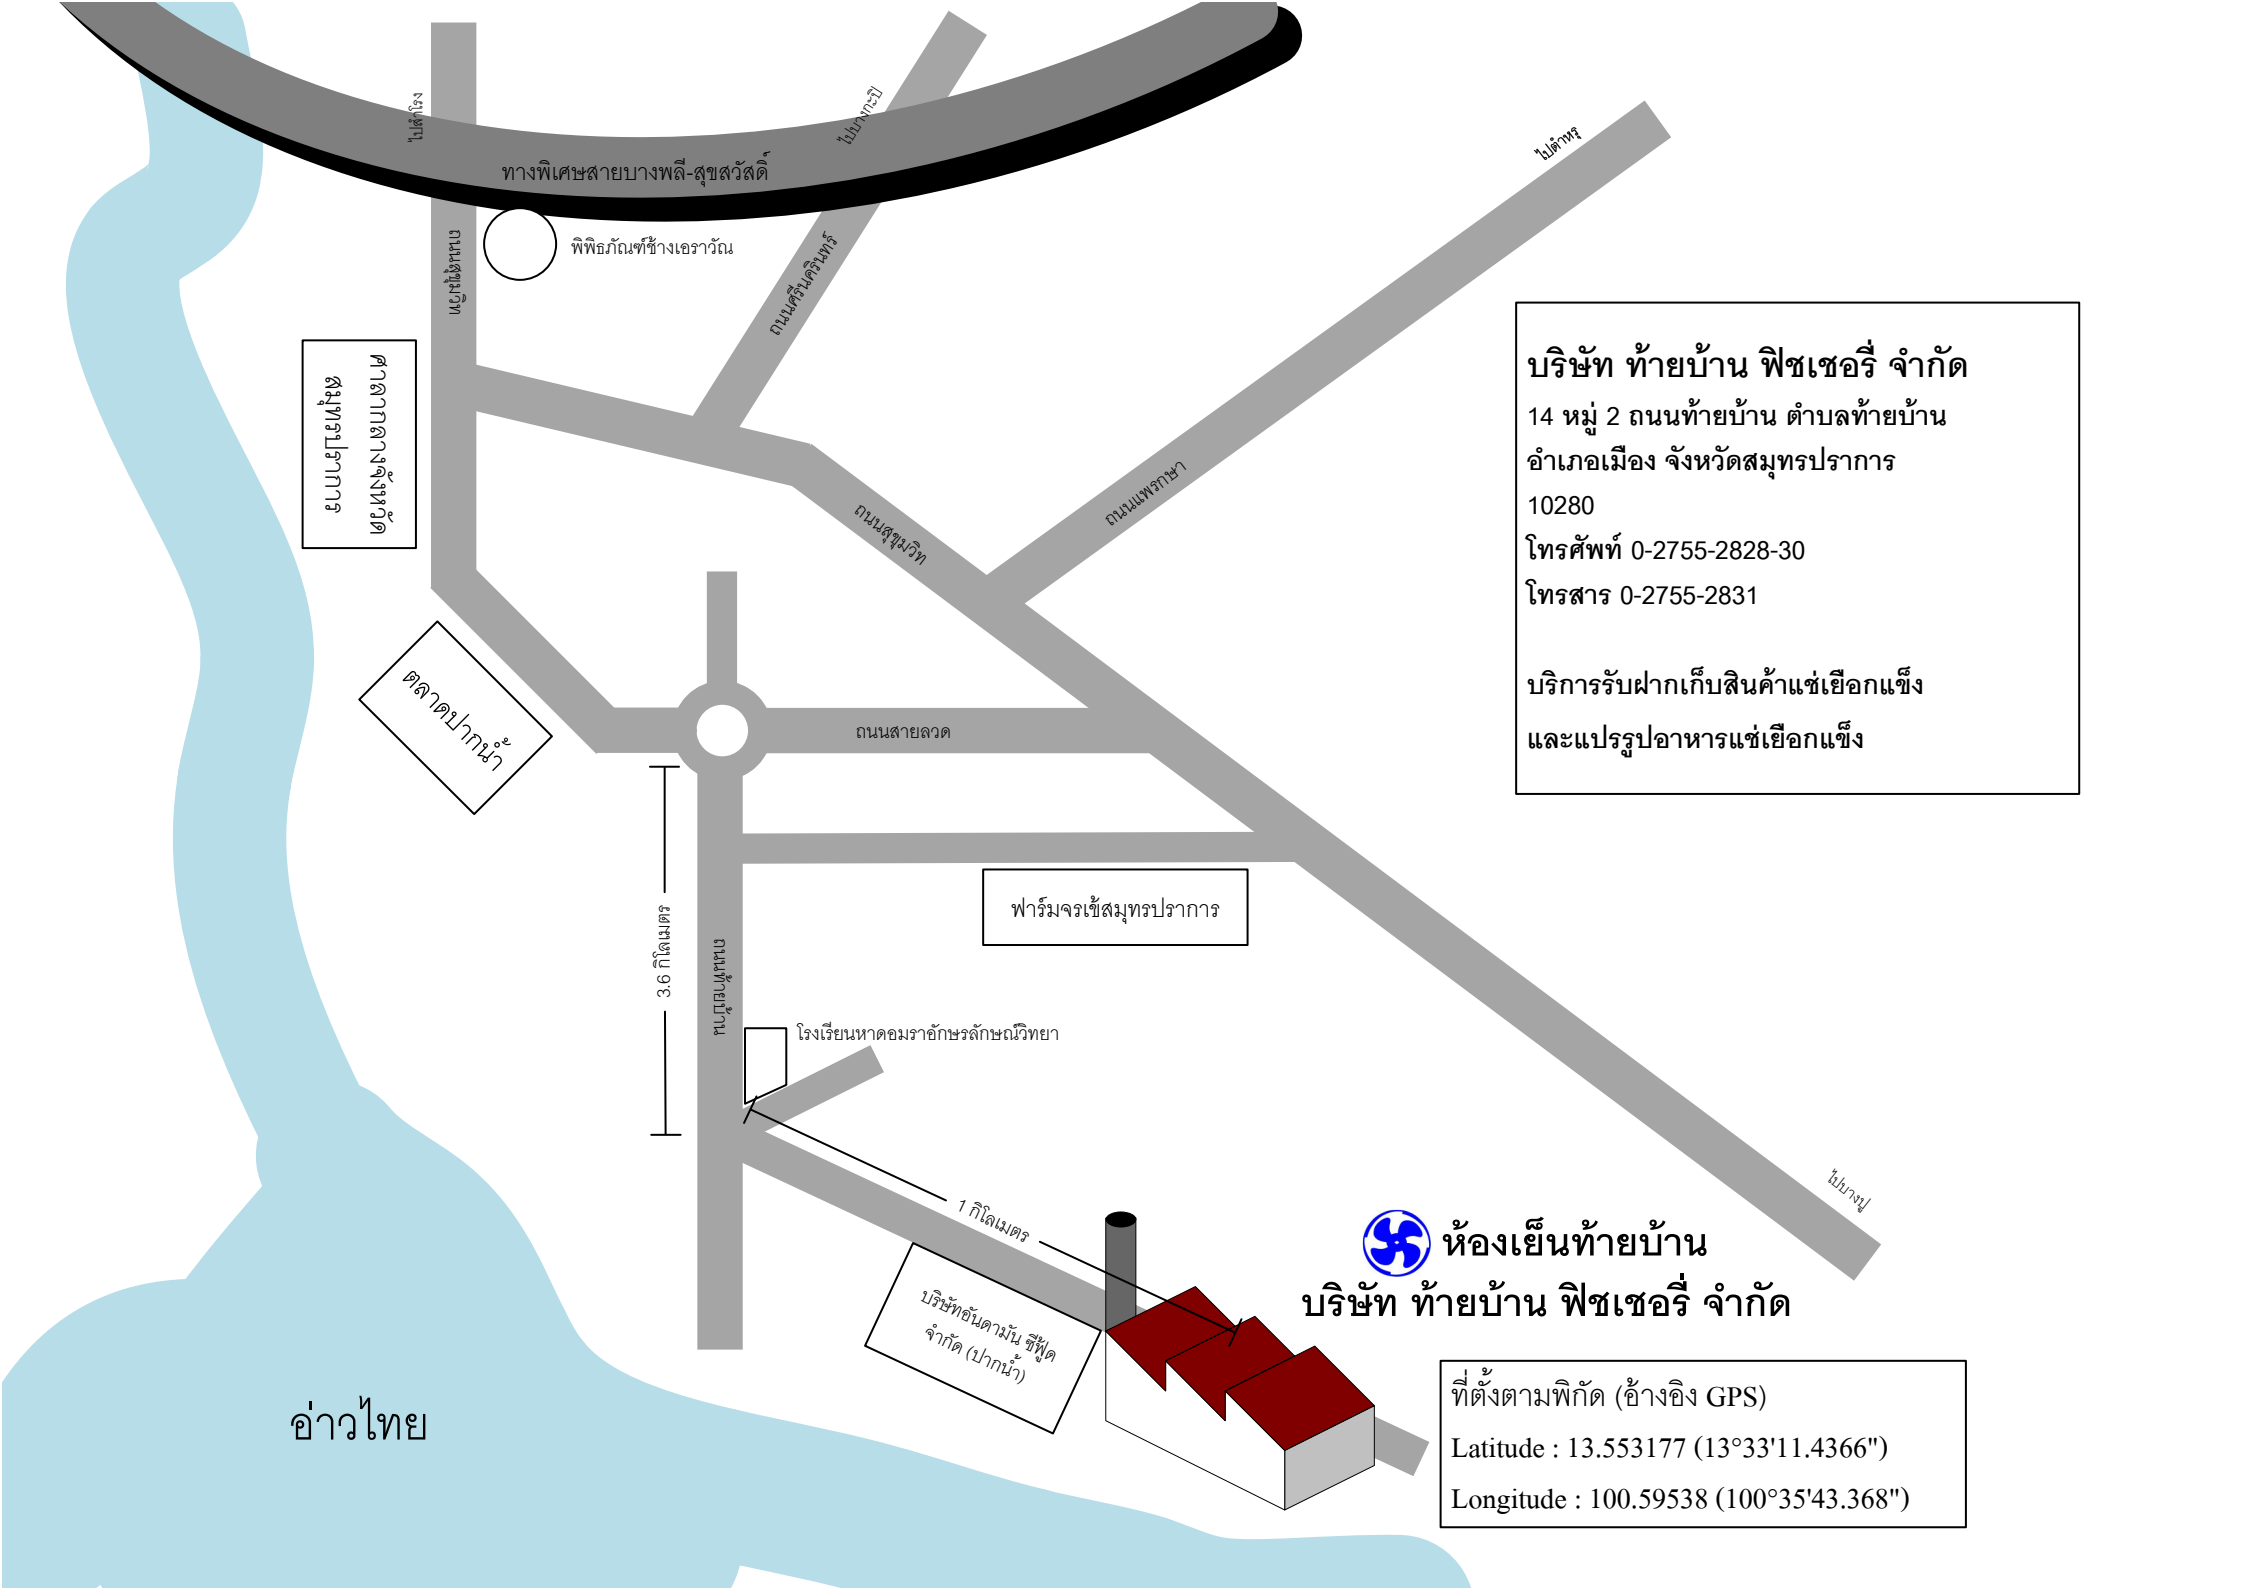 ไปสำโรง
ไปบางกะปิ
ไปตำหรุ
ทางพิเศษสายบางพลี-สุขสวัสดิ์
ถนนสุขุมวิท
พิพิธภัณฑ์ช้างเอราวัณ
ถนนศรีนครินทร์
ศาลากลางจังหวัด
สมุทรปราการ
บริษัท ท้ายบ้าน ฟิชเชอรี่ จำกัด
14 หมู่ 2 ถนนท้ายบ้าน ตำบลท้ายบ้าน
อำเภอเมือง จังหวัดสมุทรปราการ
10280
โทรศัพท์ 0-2755-2828-30
โทรสาร 0-2755-2831
บริการรับฝากเก็บสินค้าแช่เยือกแข็ง
และแปรรูปอาหารแช่เยือกแข็ง
ถนนแพรกษา
ถนนสุขุมวิท
ตลาดปากน้ำ
ถนนสายลวด
ฟาร์มจรเข้สมุทรปราการ
3.6 กิโลเมตร
ถนนท้ายบ้าน
โรงเรียนหาดอมราอักษรลักษณ์วิทยา
ไปบางปู
1 กิโลเมตร
ห้องเย็นท้ายบ้าน
บริษัท ท้ายบ้าน ฟิชเชอรี่ จำกัด
บริษัทอันดามัน ซีฟู้ด
จำกัด (ปากน้ำ)
อ่าวไทย
ที่ตั้งตามพิกัด (อ้างอิง GPS)
Latitude : 13.553177 (13°33'11.4366")
Longitude : 100.59538 (100°35'43.368")